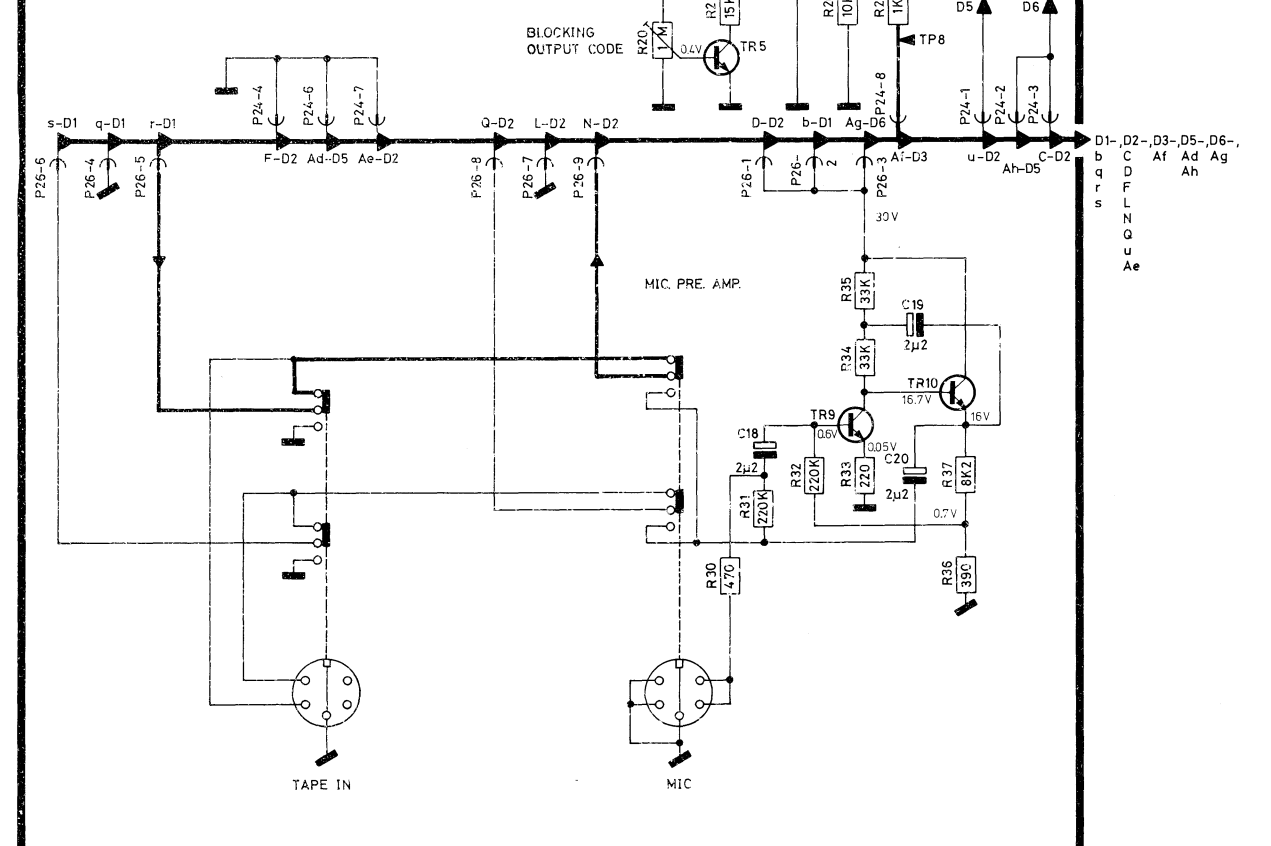 D5
D6
R2
15K
R2
10K
R2
1K
BLOCKING
OUTPUT CODE
R20
1M
0.4V
TR5
TP8
P24-4
P24-6
P24-7
P24-8
P24-1
P24-2
P24-3
s-D1
q-D1
r-D1
Q-D2
L-D2
N-D2
D-D2
b-D1
Ag-D6
F-D2
Ad-D5
Ae-D2
Af-D3
u-D2
Ah-D5
C-D2
D1-,D2-,D3-,D5-,D6-,
b C Af Ad Ag
q D Ah
r F
s L
N
Q
u
Ae
P26-6
P26-4
P26-5
P26-8
P26-7
P26-9
P26-1
P26-2
P26-3
30V
MIC. PRE. AMP.
R35
33K
C19
2µ2
R34
33K
TR10
16.7V
16V
TR9
0.6V
0.05V
C18
2µ2
R32
220K
R33
220
C20
2µ2
R37
8K2
R31
220K
0.7V
R30
470
R36
390
TAPE IN
MIC